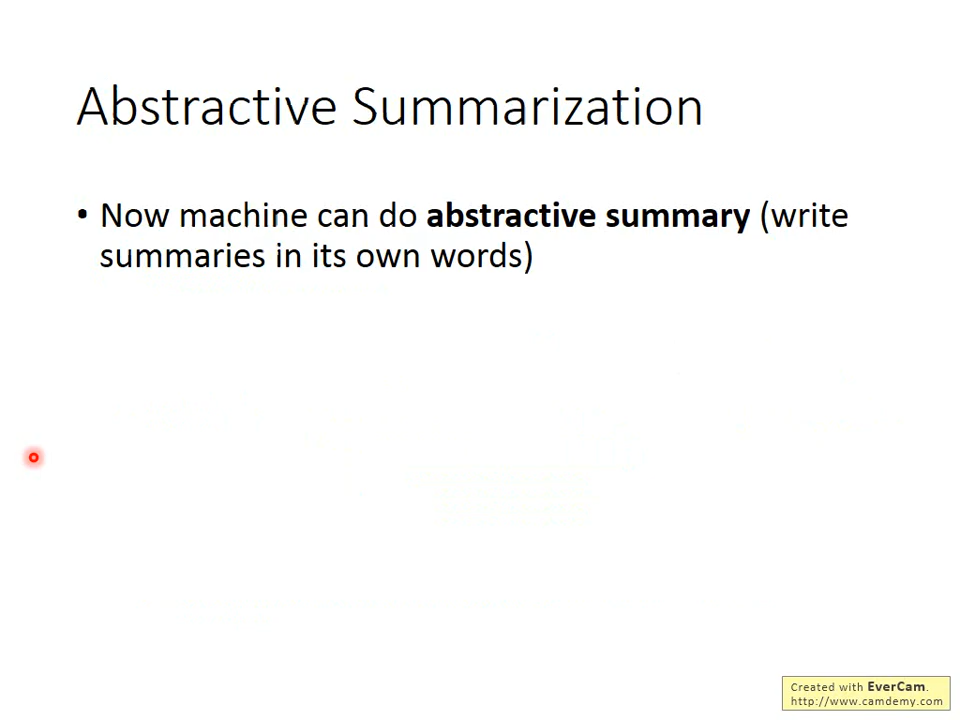 Abstractive Summarization
• Now machine can do abstractive summary (write
summaries in its own words)
Created with EverCam.
http://www.camdemy.com